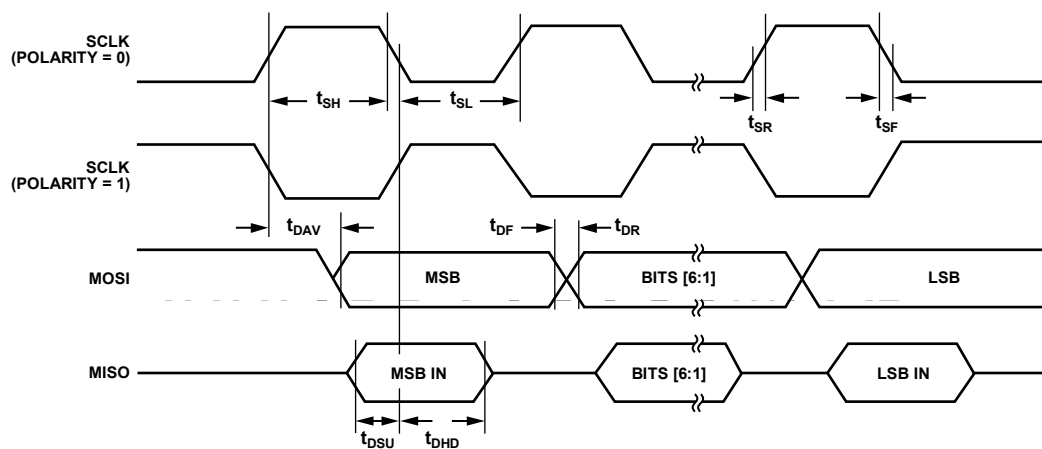 SCLK
(POLARITY = 0)
tSH
tSL
tSR
tSF
SCLK
(POLARITY = 1)
tDAV
tDF
tDR
MOSI
MSB
BITS [6:1]
LSB
MISO
MSB IN
BITS [6:1]
LSB IN
tDSU
tDHD